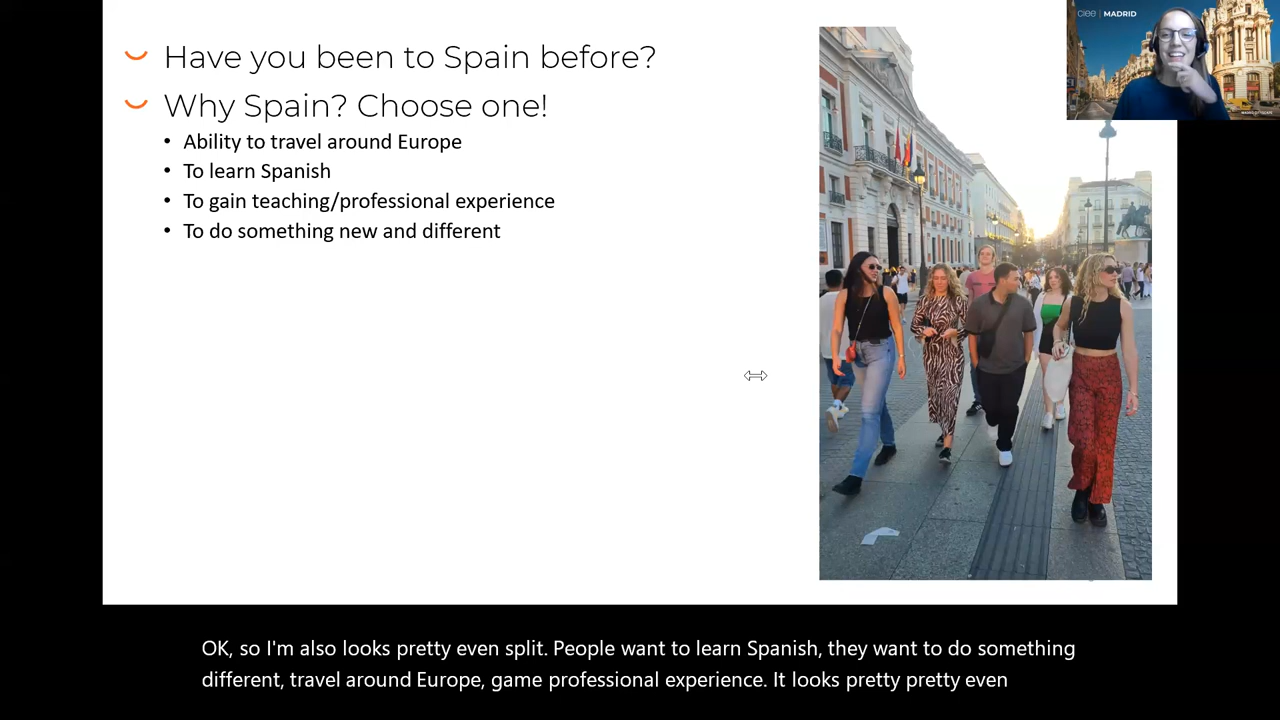 Have you been to Spain before?
Why Spain? Choose one!
• Ability to travel around Europe
• To learn Spanish
• To gain teaching/professional experience
• To do something new and different
ciee | MADRID
OK, so I'm also looks pretty even split. People want to learn Spanish, they want to do something
different, travel around Europe, game professional experience. It looks pretty pretty even